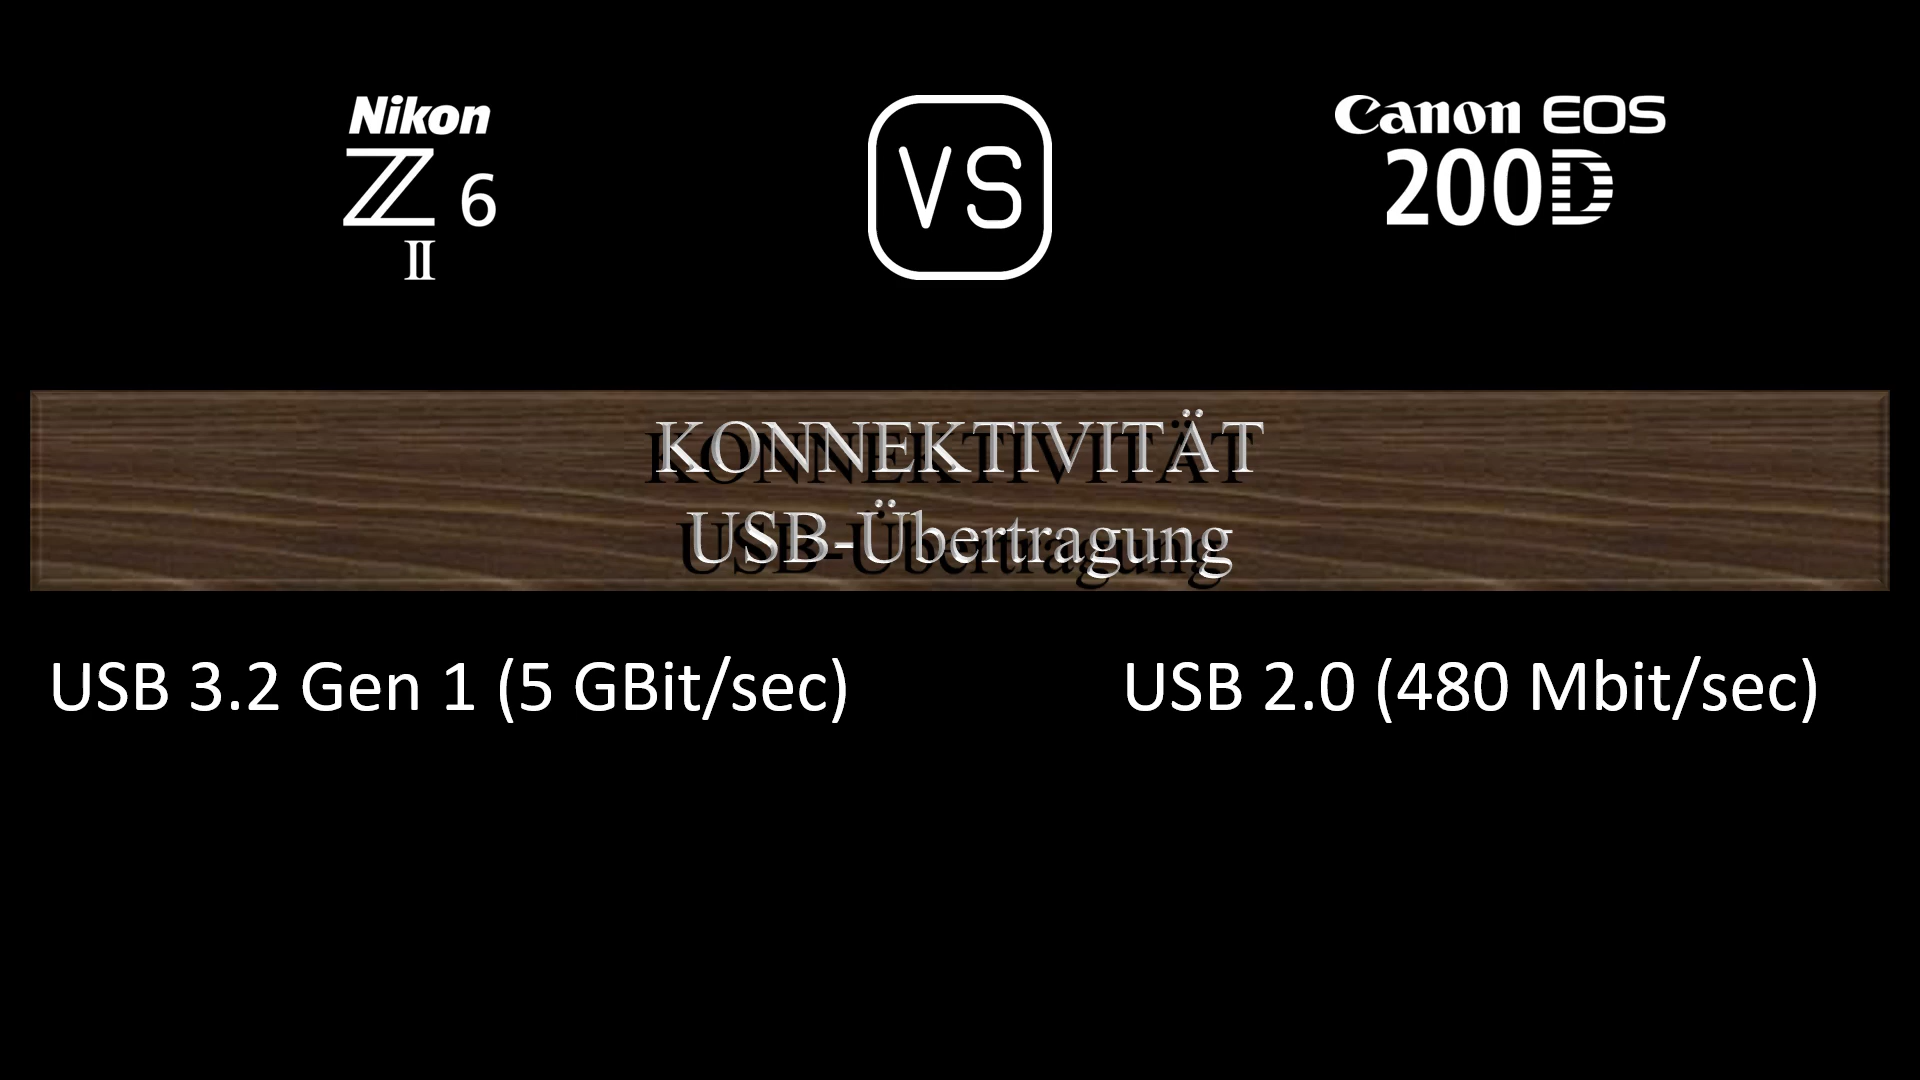 Nikon
Z 6
II
VS
Canon EOS
200D
KONNEKTIVITÄT
USB-Übertragung
USB 3.2 Gen 1 (5 GBit/sec)
USB 2.0 (480 Mbit/sec)